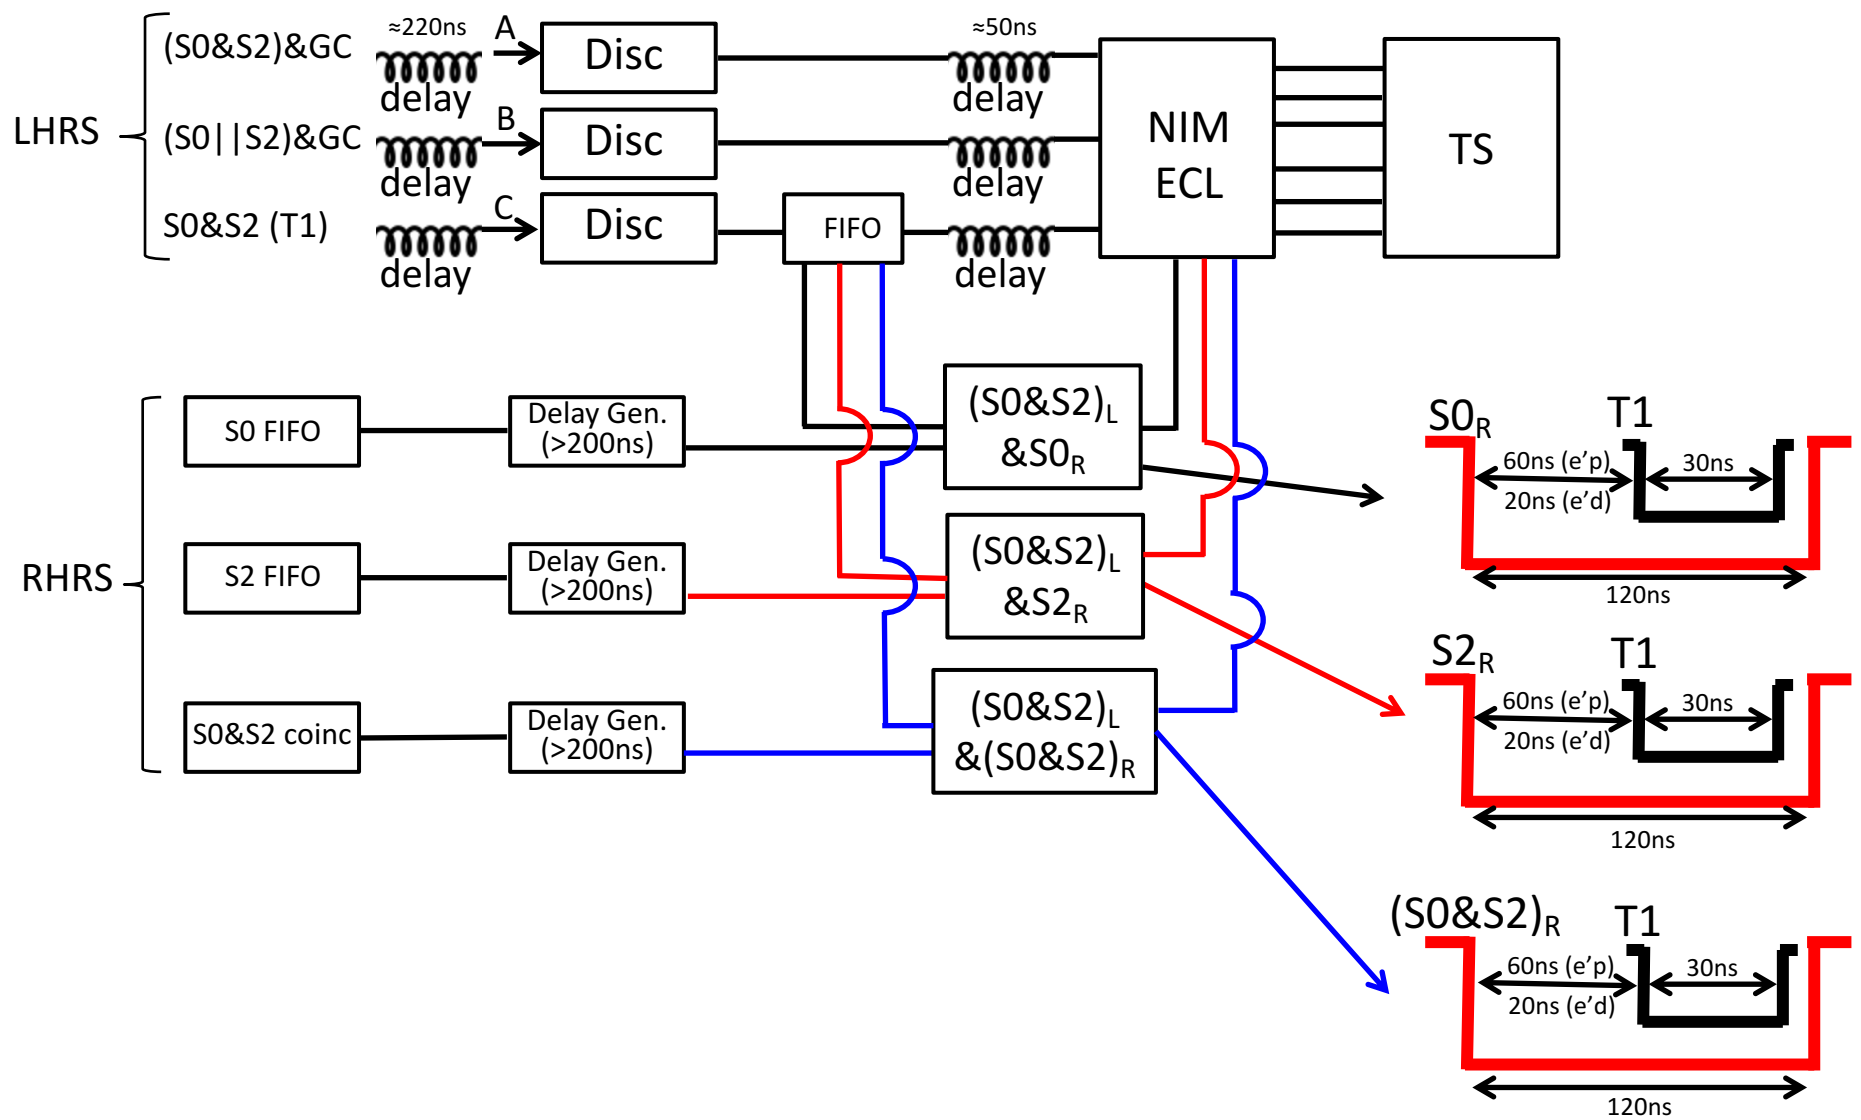 LHRS
(S0&S2)&GC
≈220ns
delay
A
Disc
≈50ns
delay
(S0||S2)&GC
delay
B
Disc
delay
S0&S2 (T1)
delay
C
Disc
FIFO
delay
NIM
ECL
TS
RHRS
S0 FIFO
Delay Gen.
(>200ns)
(S0&S2)L
&S0R
S2 FIFO
Delay Gen.
(>200ns)
(S0&S2)L
&S2R
S0&S2 coinc
Delay Gen.
(>200ns)
(S0&S2)L
&(S0&S2)R
S0R
T1
60ns (e’p)
20ns (e’d)
30ns
120ns
S2R
T1
60ns (e’p)
20ns (e’d)
30ns
120ns
(S0&S2)R
T1
60ns (e’p)
20ns (e’d)
30ns
120ns